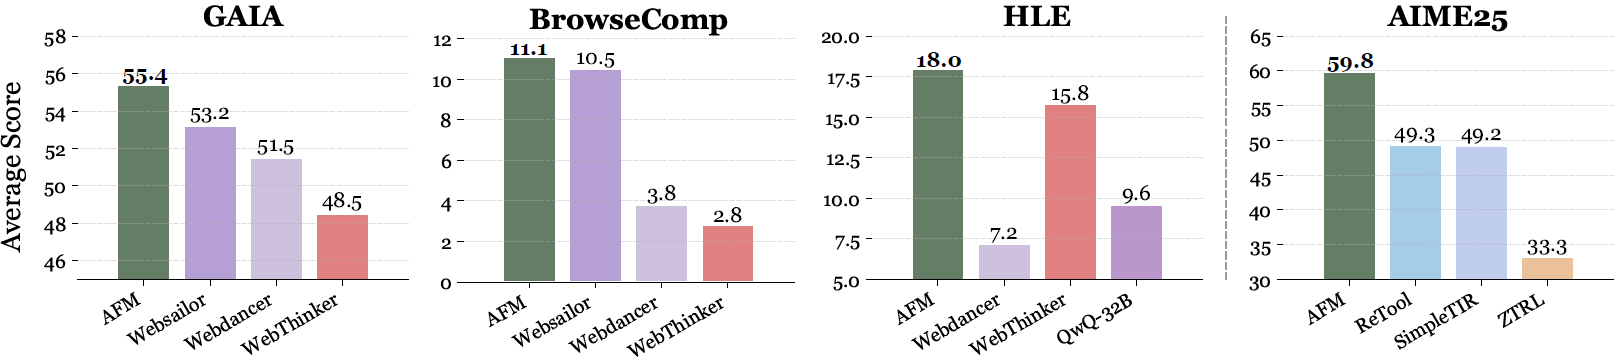 GAIA
Average Score
58
56
54
52
50
48
46
55.4
53.2
51.5
48.5
AFM
Websailor
Webdancer
WebThinker
BrowseComp
12
10
8
6
4
2
0
11.1
10.5
3.8
2.8
AFM
Websailor
Webdancer
WebThinker
HLE
20.0
17.5
15.0
12.5
10.0
7.5
5.0
18.0
7.2
15.8
9.6
AFM
Webdancer
WebThinker
QwQ-32B
AIME25
65
60
55
50
45
40
35
30
59.8
49.3
49.2
33.3
AFM
ReTool
SimpleTIR
ZTRL